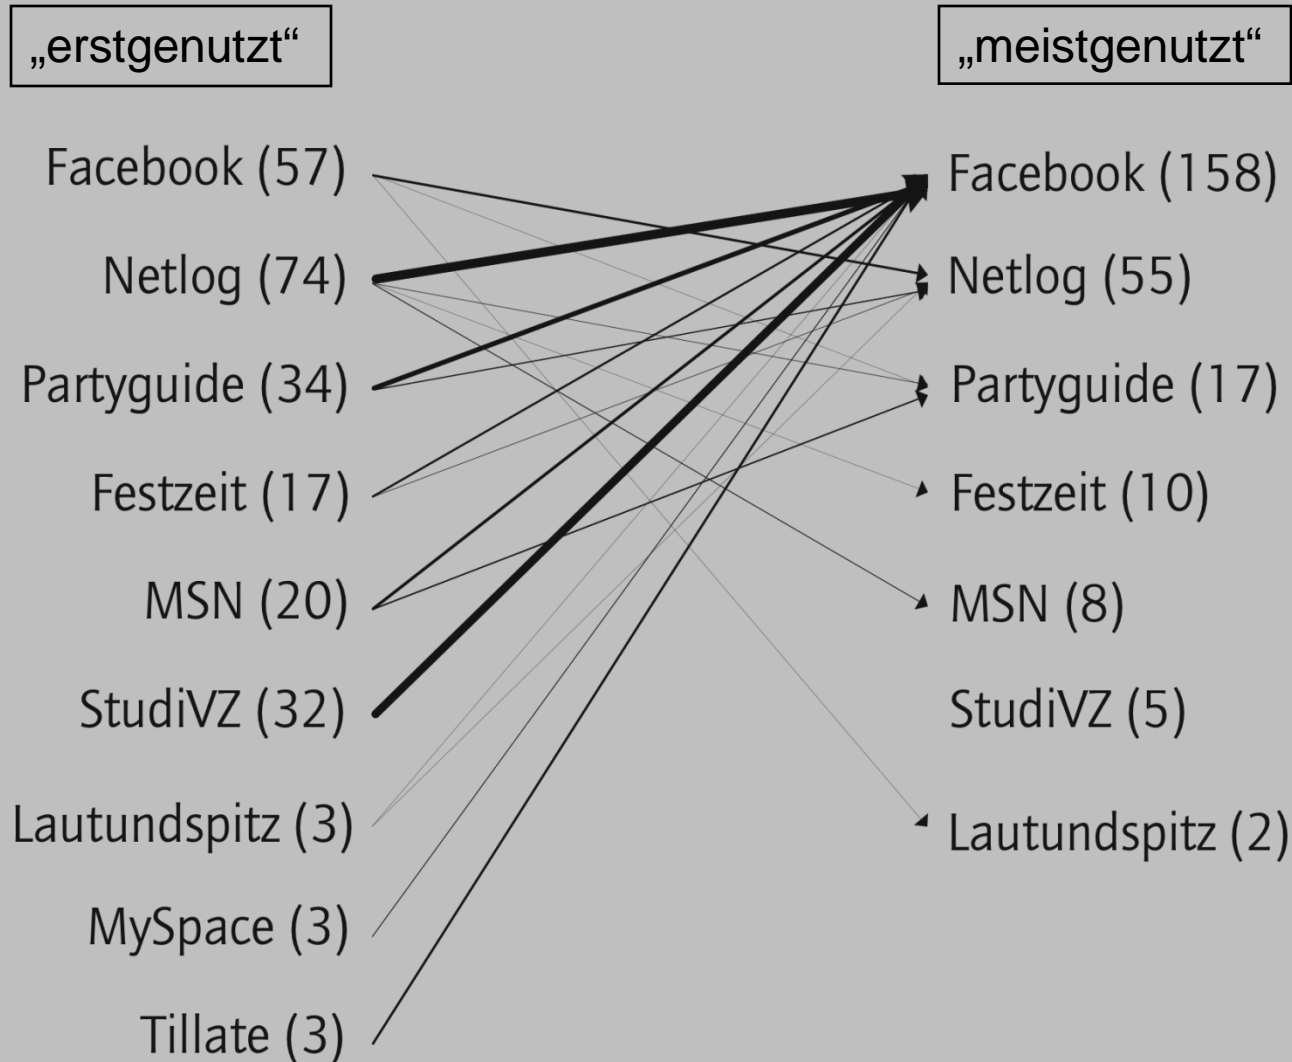 „erstgenutzt“
„meistgenutzt“
Facebook (57)
Facebook (158)
Netlog (74)
Netlog (55)
Partyguide (34)
Partyguide (17)
Festzeit (17)
Festzeit (10)
MSN (20)
MSN (8)
StudiVZ (32)
StudiVZ (5)
Lautundspitz (3)
Lautundspitz (2)
MySpace (3)
Tillate (3)